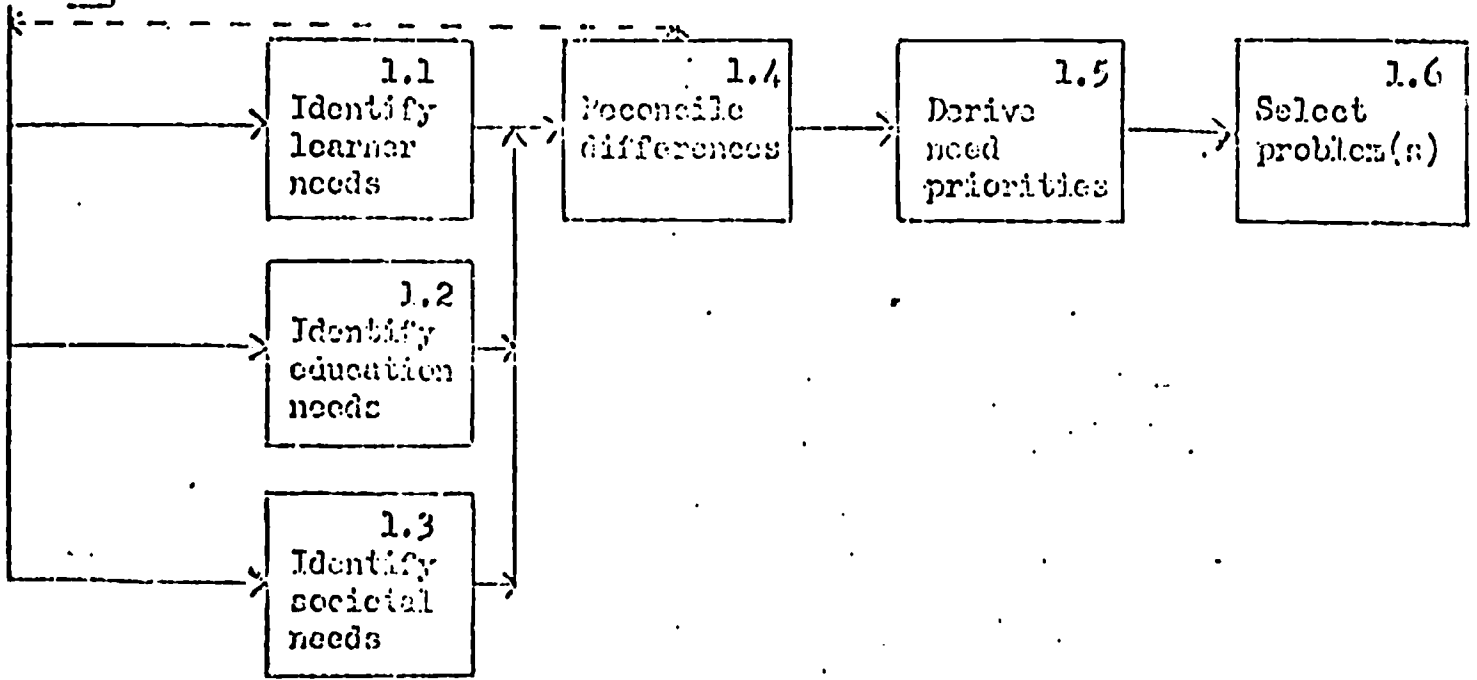 1.1
Identify
learner
needs
1.4
Reconcile
differences
1.5
Derive
need
priorities
1.6
Select
problem(s)
1.2
Identify
education
needs
1.3
Identify
societal
needs